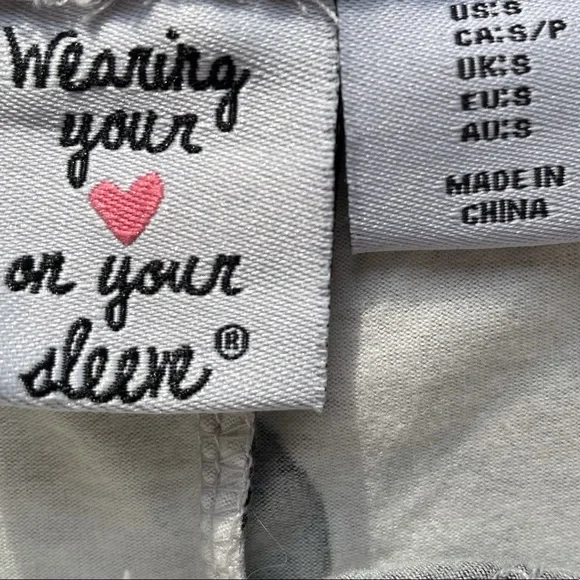 Wearing
your
♥
on your
sleeve®
US:S
CA:S/P
UK:S
EU:S
AU:S
MADE IN
CHINA